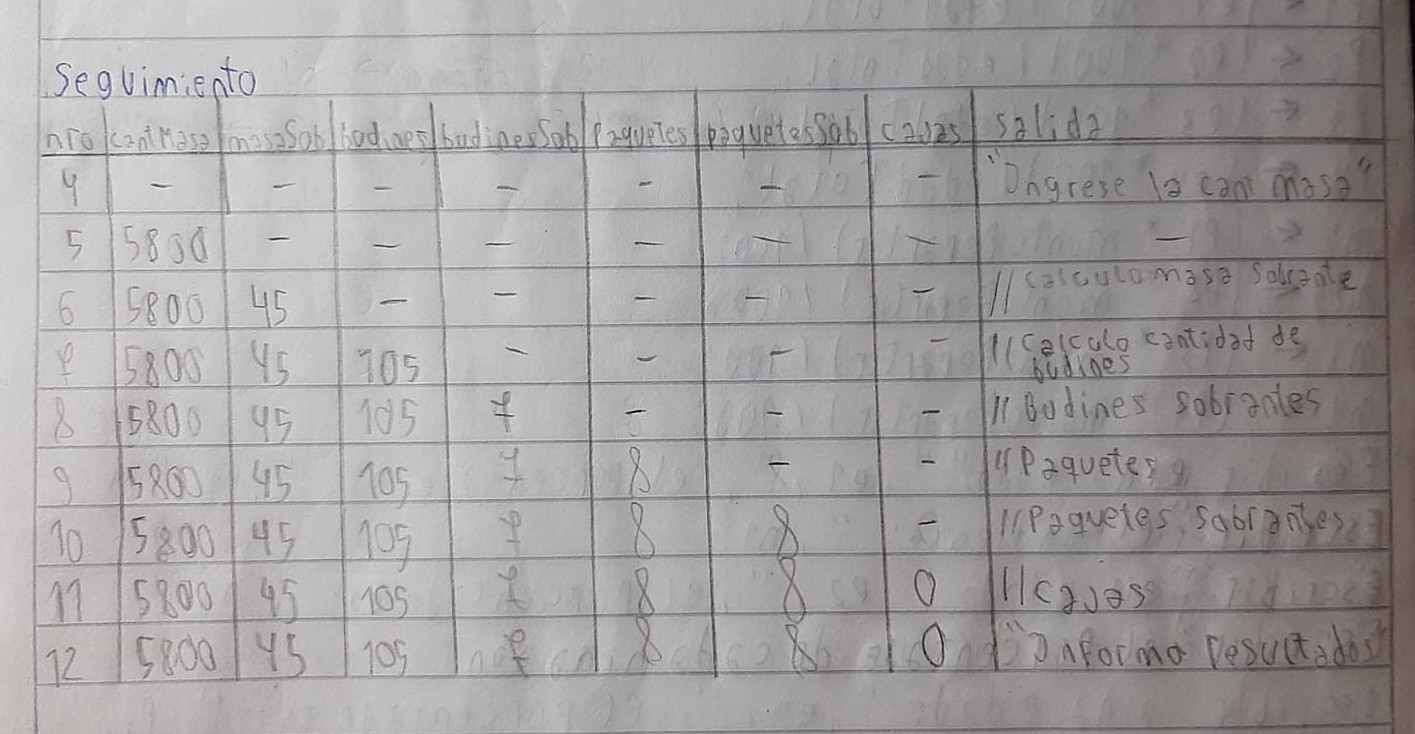 Seguimiento
nro cantMasa masaSob budines budinesSob Paquetes paquetesSob cajas salida
4 - - - - - - - "Ingrese la cant masa"
5 5800 - - - - - - -
6 5800 45 - - - - - // Calculo masa sobrante
7 5800 45 105 - - - - // Calculo cantidad de
budines
8 5800 45 105 7 - - - // Budines sobrantes
9 5800 45 105 7 8 - - // Paquetes
10 5800 45 105 7 8 8 - // Paquetes sobrantes
11 5800 45 105 7 8 8 0 // Cajas
12 5800 45 105 7 8 8 0 "Informo resultados"